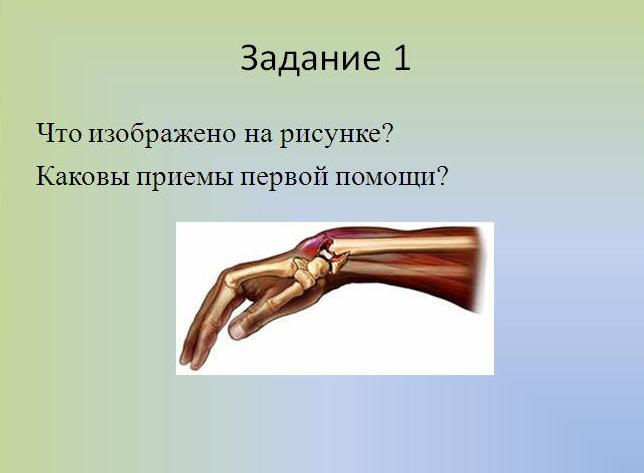 Задание 1
Что изображено на рисунке?
Каковы приемы первой помощи?